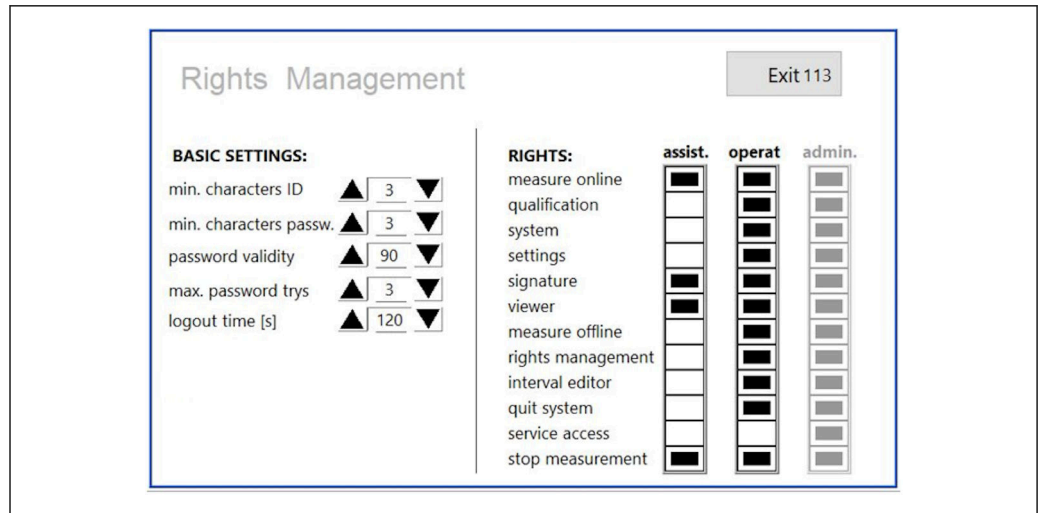 Rights Management
Exit 113
BASIC SETTINGS:
min. characters ID 3
min. characters passw. 3
password validity 90
max. password trys 3
logout time [s] 120
RIGHTS: assist. operat admin.
measure online
qualification
system
settings
signature
viewer
measure offline
rights management
interval editor
quit system
service access
stop measurement